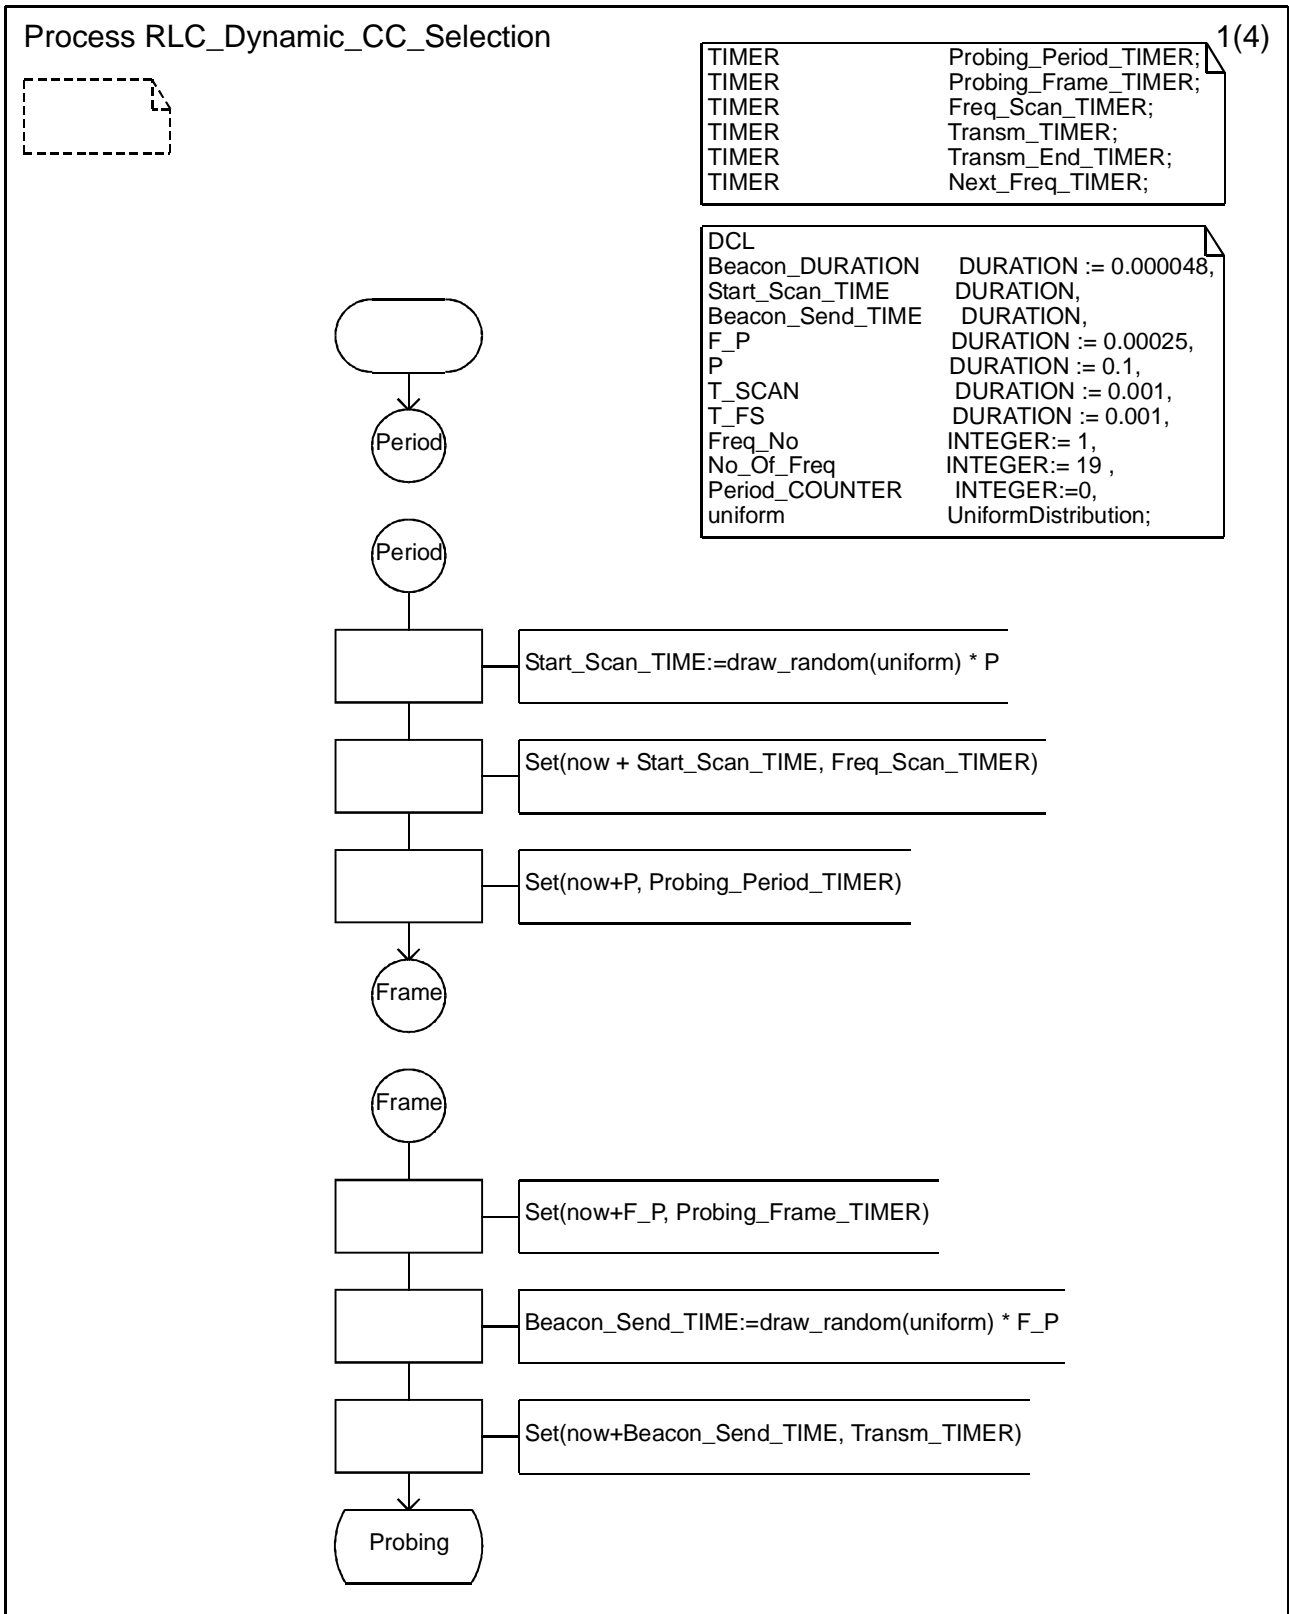 Process RLC_Dynamic_CC_Selection
1(4)
TIMER Probing_Period_TIMER;
TIMER Probing_Frame_TIMER;
TIMER Freq_Scan_TIMER;
TIMER Transm_TIMER;
TIMER Transm_End_TIMER;
TIMER Next_Freq_TIMER;
DCL
Beacon_DURATION DURATION := 0.000048,
Start_Scan_TIME DURATION,
Beacon_Send_TIME DURATION,
F_P DURATION := 0.00025,
P DURATION := 0.1,
T_SCAN DURATION := 0.001,
T_FS DURATION := 0.001,
Freq_No INTEGER:= 1,
No_Of_Freq INTEGER:= 19 ,
Period_COUNTER INTEGER:=0,
uniform UniformDistribution;
Period
Period
Start_Scan_TIME:=draw_random(uniform) * P
Set(now + Start_Scan_TIME, Freq_Scan_TIMER)
Set(now+P, Probing_Period_TIMER)
Frame
Frame
Set(now+F_P, Probing_Frame_TIMER)
Beacon_Send_TIME:=draw_random(uniform) * F_P
Set(now+Beacon_Send_TIME, Transm_TIMER)
Probing